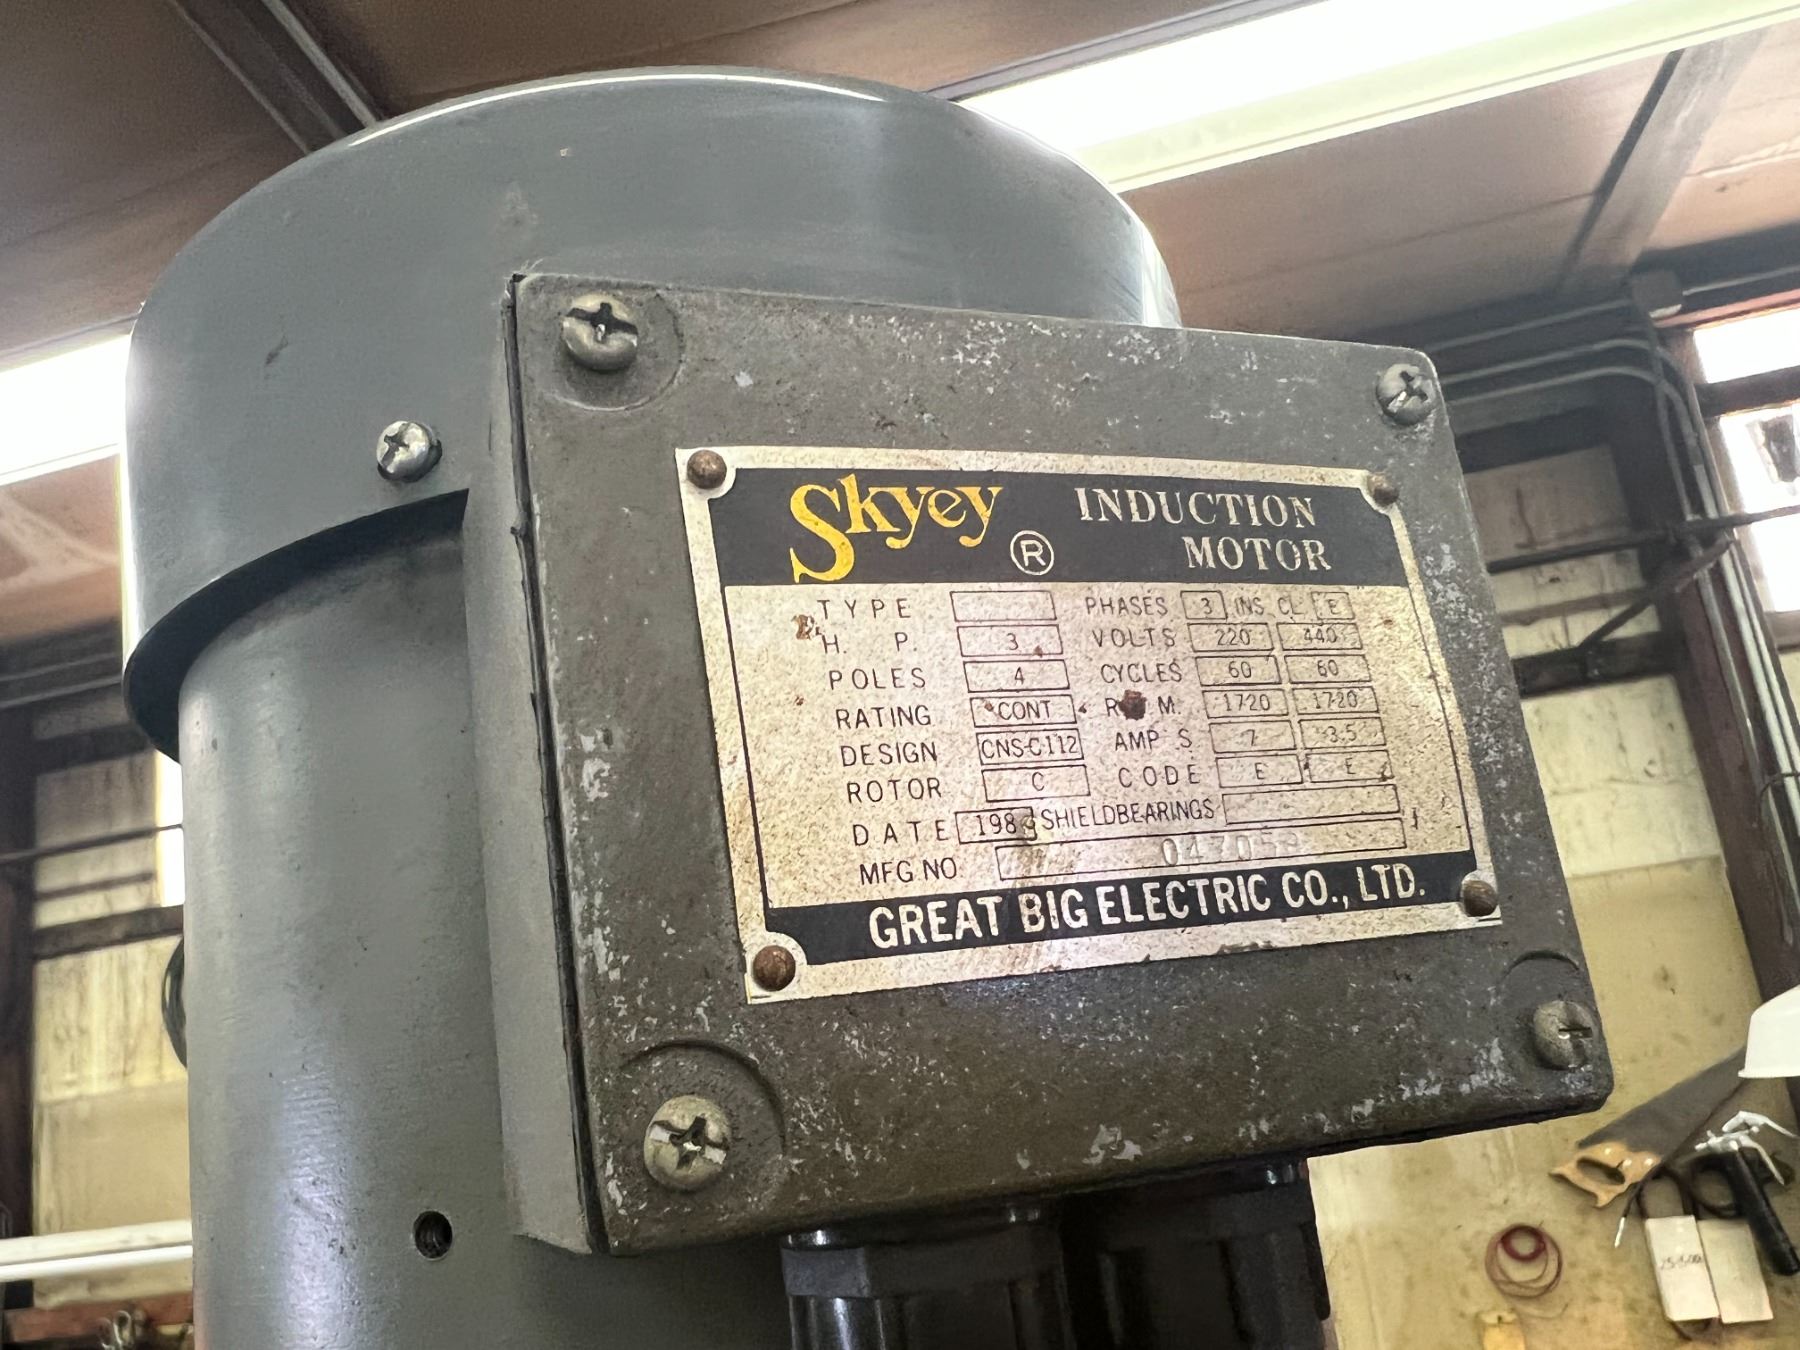 Skyey ® INDUCTION
MOTOR
TYPE PHASES 3 INS CL E
H. P. 3 VOLTS 220 440
POLES 4 CYCLES 60 60
RATING CONT R M. 1720 1720
DESIGN CNS-C112 AMP S 7 3.5
ROTOR C CODE E E
DATE 198 SHIELDBEARINGS
MFG NO.
GREAT BIG ELECTRIC CO., LTD.